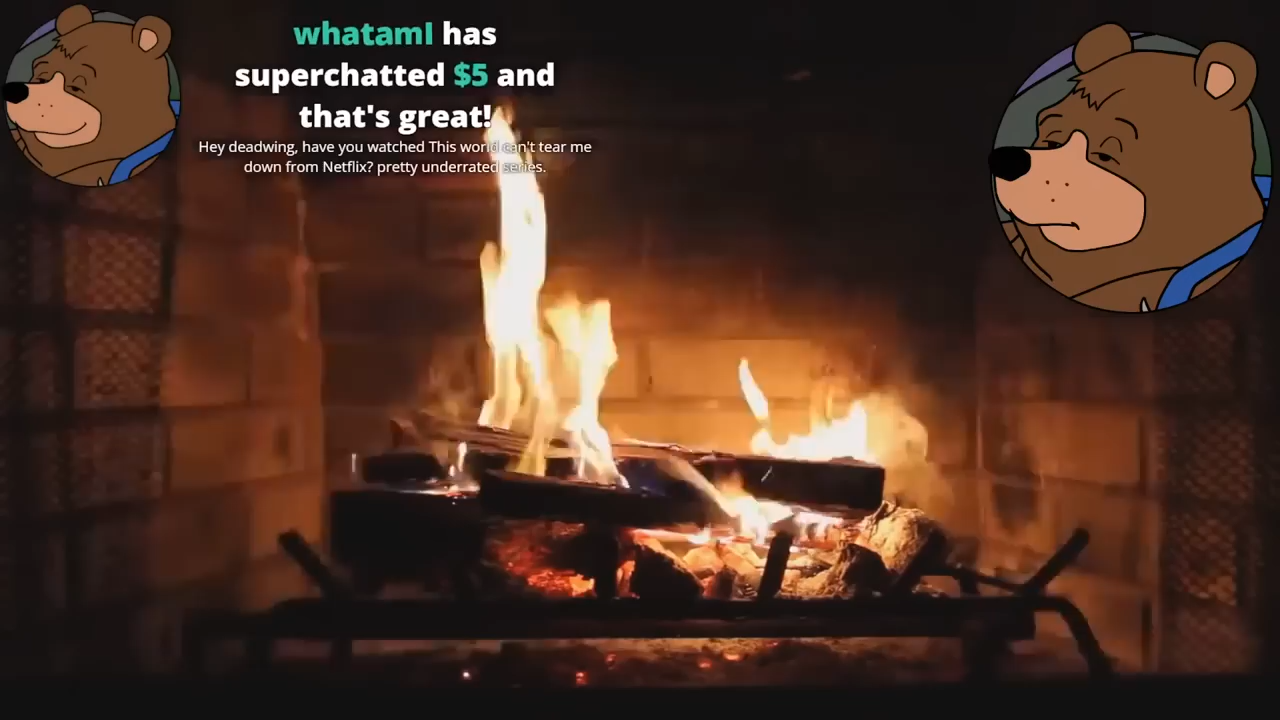 whatamI has
superchatted $5 and
that's great!
Hey deadwing, have you watched This world can't tear me
down from Netflix? pretty underrated series.